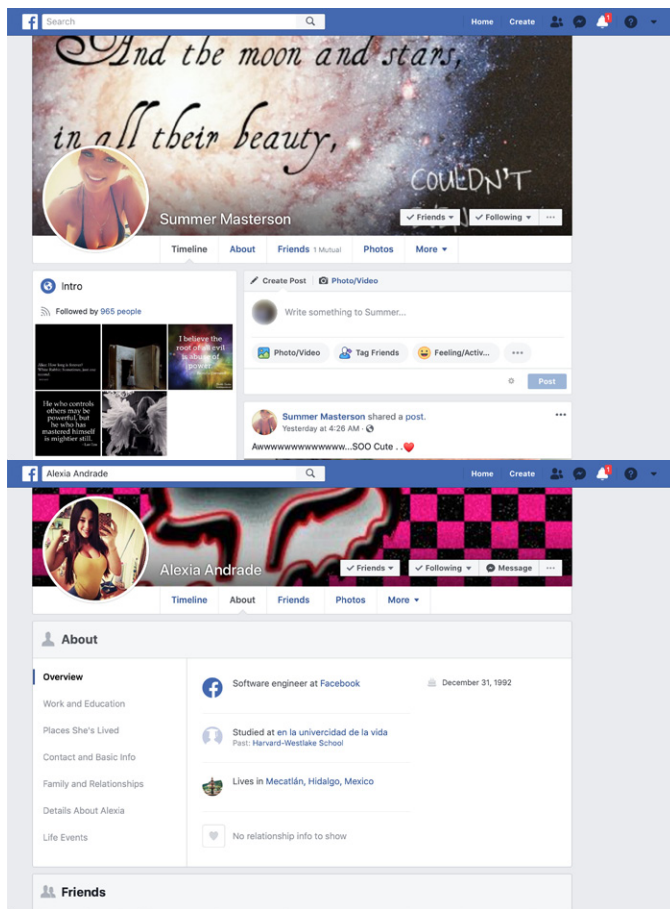 f Search Home Create 1 ?
And the moon and stars,
in all their beauty,
COULDN'T
EVEN
Summer Masterson
Friends Following ...
Timeline About Friends 1 Mutual Photos More
Intro
Followed by 965 people
I believe the
root of all evil
is abuse of
power
He who controls
others may be
powerful, but
he who has
mastered himself
is mightier still.
Create Post Photo/Video
Write something to Summer...
Photo/Video Tag Friends Feeling/Activ... ...
Post
Summer Masterson shared a post. ...
Yesterday at 4:26 AM ·
Awwwwwwwwwwwww...SOO Cute . .❤️
f Alexia Andrade Home Create 1 ?
Alexia Andrade
Friends Following Message ...
Timeline About Friends Photos More
About
Overview
Work and Education
Places She's Lived
Contact and Basic Info
Family and Relationships
Details About Alexia
Life Events
f Software engineer at Facebook
December 31, 1992
Studied at en la univercidad de la vida
Past: Harvard-Westlake School
Lives in Mecatlán, Hidalgo, Mexico
No relationship info to show
Friends